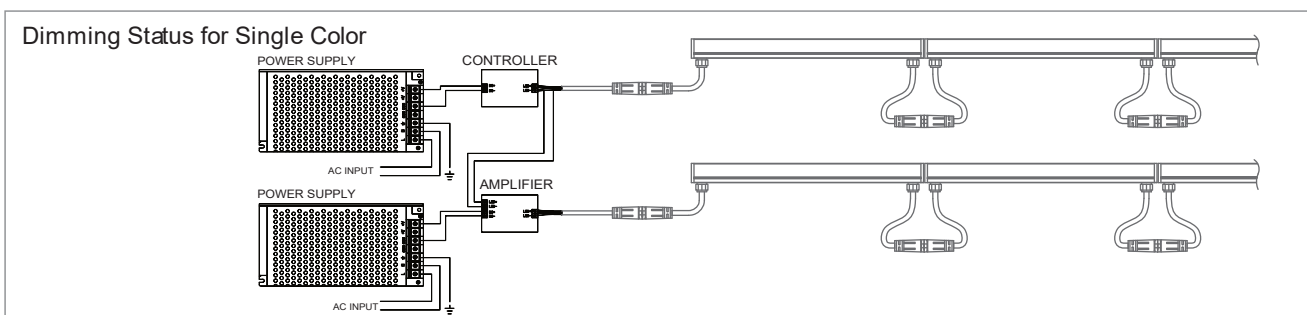 Dimming Status for Single Color
POWER SUPPLY
CONTROLLER
AC INPUT
POWER SUPPLY
AMPLIFIER
AC INPUT